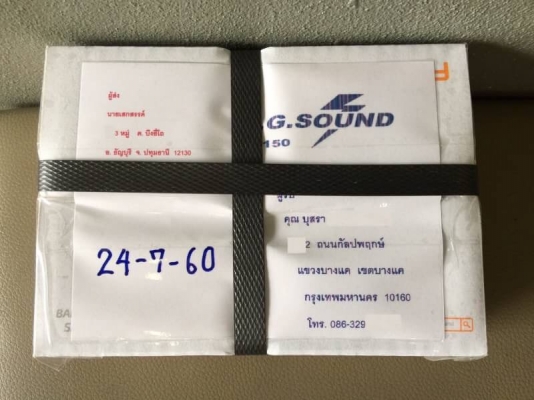 ผู้ส่ง
นายเสกสรรค์
3 หมู่ ต. บึงยี่โถ
อ. ธัญบุรี จ. ปทุมธานี 12130
24-7-60
G.SOUND
150
ผู้รับ
คุณ บุสรา
2 ถนนกัลปพฤกษ์
แขวงบางแค เขตบางแค
กรุงเทพมหานคร 10160
โทร. 086-329